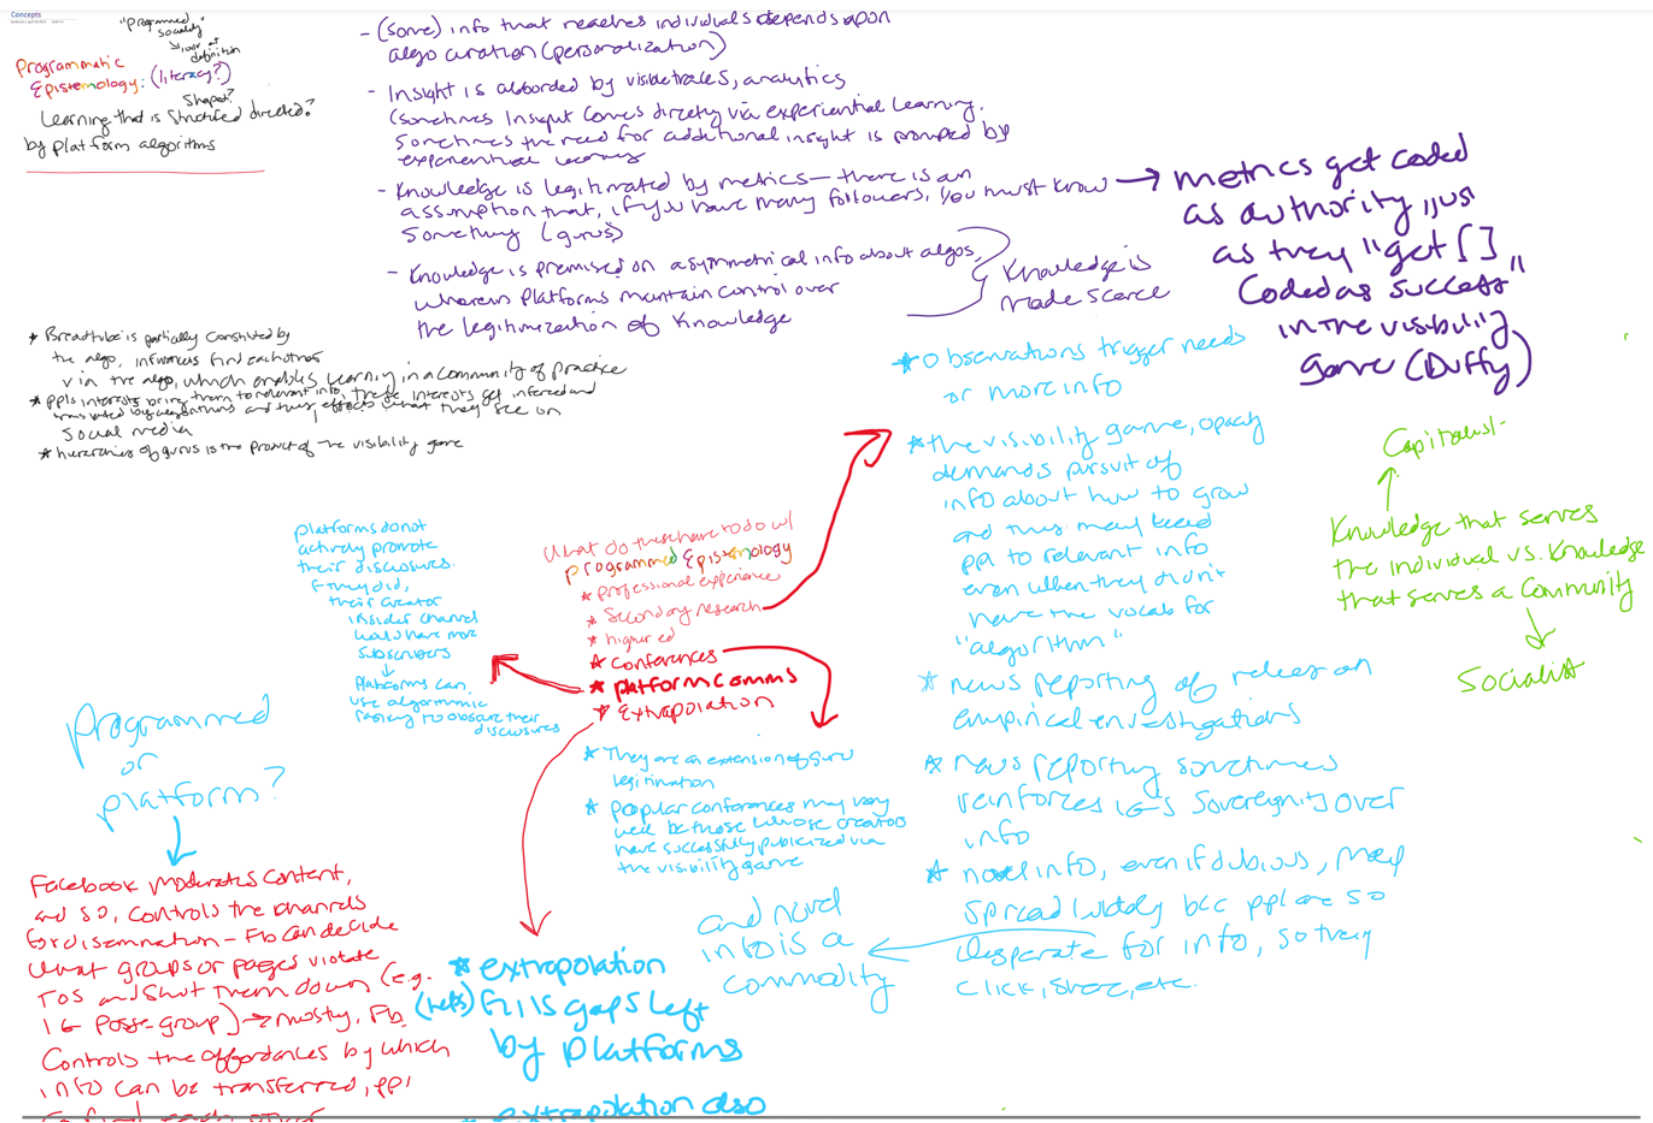 Concepts
"Programmed
sociality"
definition
Programmatic
Epistemology: (literacy?)
Shaped?
Learning that is structured directed?
by platform algorithms
- (some) info that reaches individuals depends upon
algo curation (personalization)
- Insight is afforded by visible traces, analytics
(sometimes insight comes directly via experiential learning.
Sometimes the need for additional insight is prompted by
experiential
- Knowledge is legitimated by metrics — there is an
assumption that, if you have many followers, you must know
something (gurus)
→ metrics get coded
as authority, just
as they "get []
coded as success"
in the visibility
game (Duffy)
- Knowledge is premised on asymmetrical info about algos,
wherein platforms maintain control over
the legitimization of knowledge
Knowledge is
made scarce
* Breadtube is partially constituted by
the algo, influencers find each other
via the algo, which enables learning in a community of practice
* ppls interests bring them to relevant info, these interests get inferred and
by algorithms and thus effects what they see on
social media
* hierarchies of gurus is the product of the visibility game
* Observations trigger needs
or more info
* the visibility game, opacity
demands pursuit of
info about how to grow
and this may lead
ppl to relevant info
even when they didn't
have the vocab for
"algorithm"
* news reporting of
empirical investigations
* news reporting sometimes
reinforces IG's sovereignty over
info
* novel info, even if dubious, may
spread widely b/c ppl are so
desperate for info, so they
click, share, etc.
and novel
info is a
commodity
Capitalist
Knowledge that serves
the individual vs. Knowledge
that serves a community
Socialist
What do these have to do w/
programmed Epistemology
* professional experience
* Secondary research
* higher ed
* conferences
* platform comms
* Extrapolation
platforms do not
actively promote
their disclosures.
If they did,
their creator
insider channel
would have more
subscribers
Platforms can
use algorithmic
ranking to obscure their
disclosures
* They are an extension of guru
legitimation
* popular conferences may very
well be those whose creators
have successfully publicized via
the visibility game
Programmed
or
platform?
Facebook moderates content,
and so, controls the channels
for dissemination - Fb can decide
what groups or pages violate
TOS and shut them down (e.g.
IG Posse group) → mostly, Fb
controls the affordances by which
info can be transferred, ppl
* extrapolation
(helps) fills gaps left
by platforms
* extrapolation also